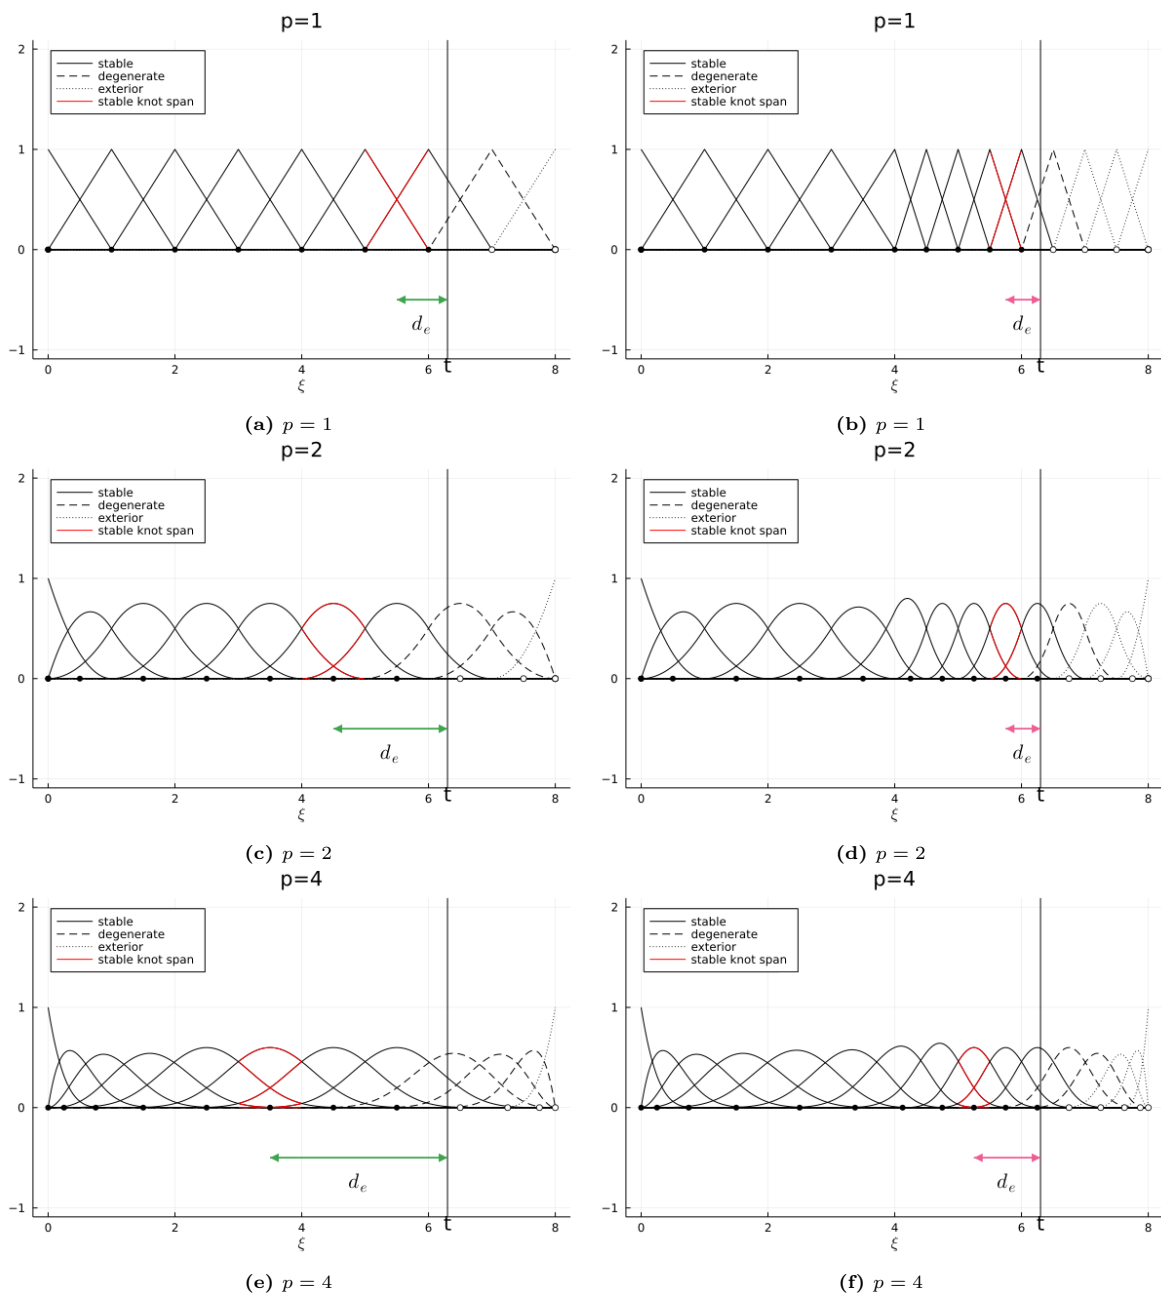 p=1
2
1
0
−1
stable
degenerate
exterior
stable knot span
d_e
0 2 4 6 t 8
ξ
(a) p = 1
p=1
2
1
0
−1
stable
degenerate
exterior
stable knot span
d_e
0 2 4 6 t 8
ξ
(b) p = 1
p=2
2
1
0
−1
stable
degenerate
exterior
stable knot span
d_e
0 2 4 6 t 8
ξ
(c) p = 2
p=2
2
1
0
−1
stable
degenerate
exterior
stable knot span
d_e
0 2 4 6 t 8
ξ
(d) p = 2
p=4
2
1
0
−1
stable
degenerate
exterior
stable knot span
d_e
0 2 4 6 t 8
ξ
(e) p = 4
p=4
2
1
0
−1
stable
degenerate
exterior
stable knot span
d_e
0 2 4 6 t 8
ξ
(f) p = 4